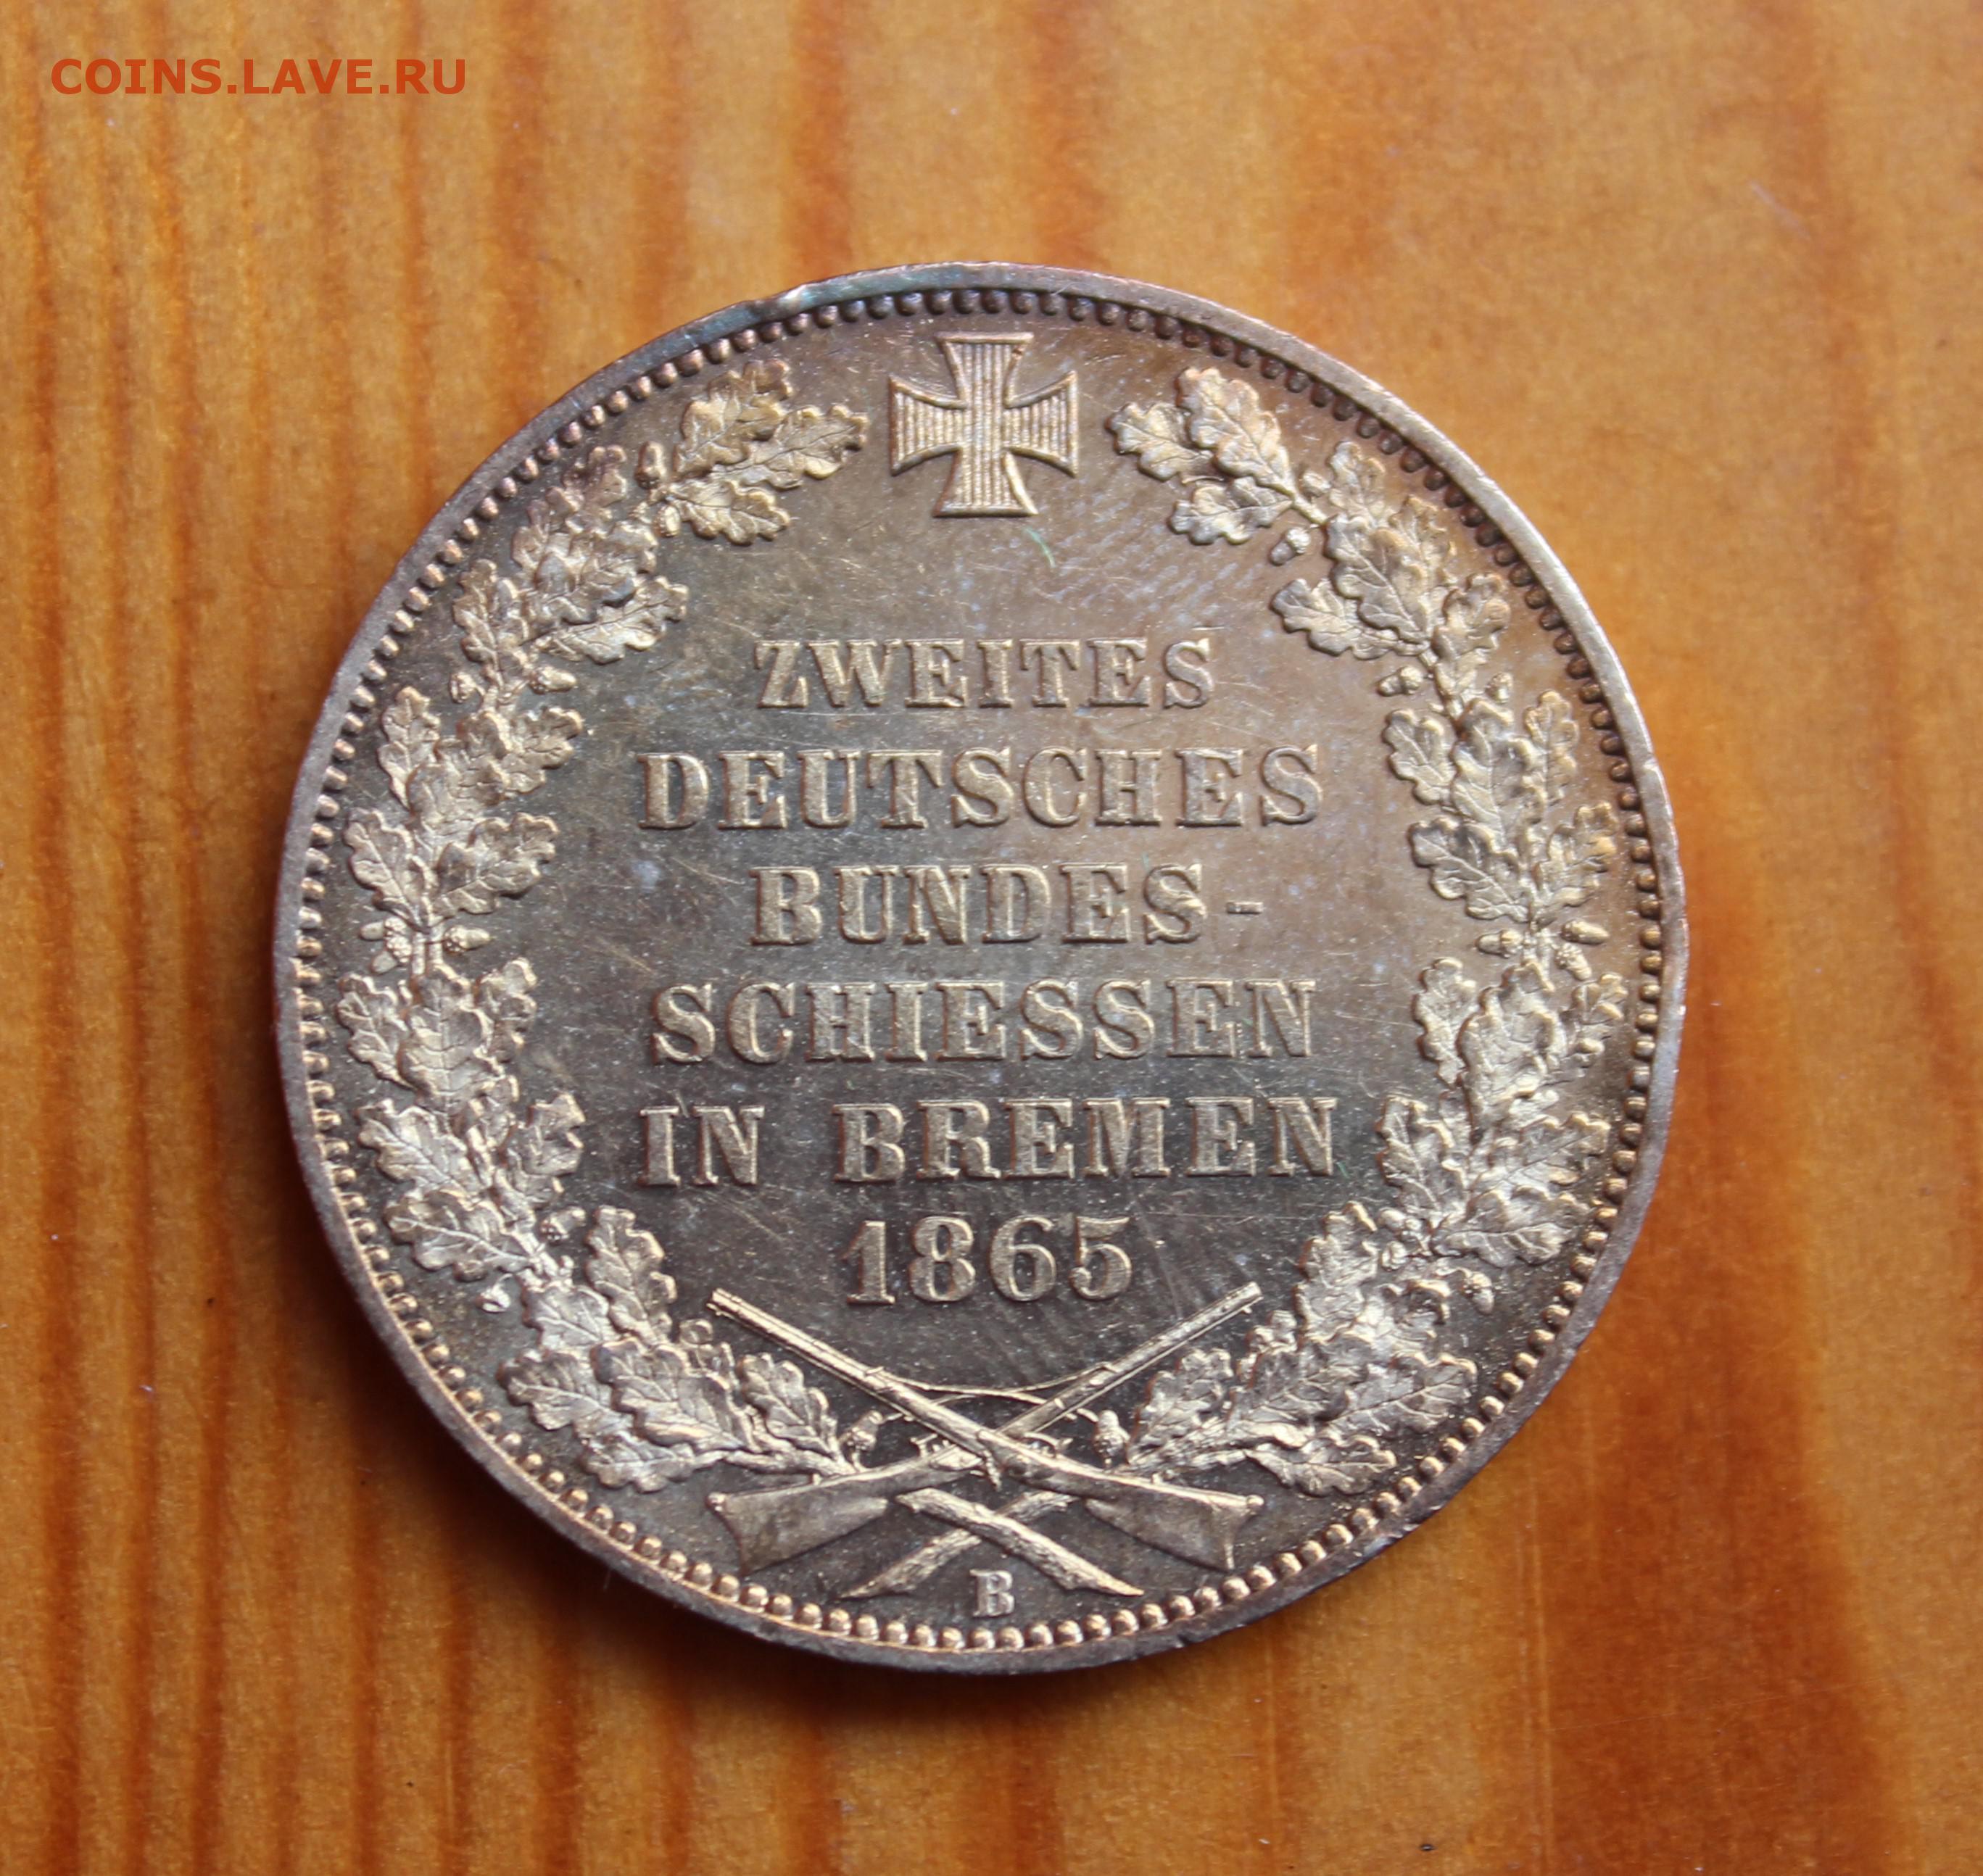 COINS.LAVE.RU
ZWEITES
DEUTSCHES
BUNDES-
SCHIESSEN
IN BREMEN
1865
B